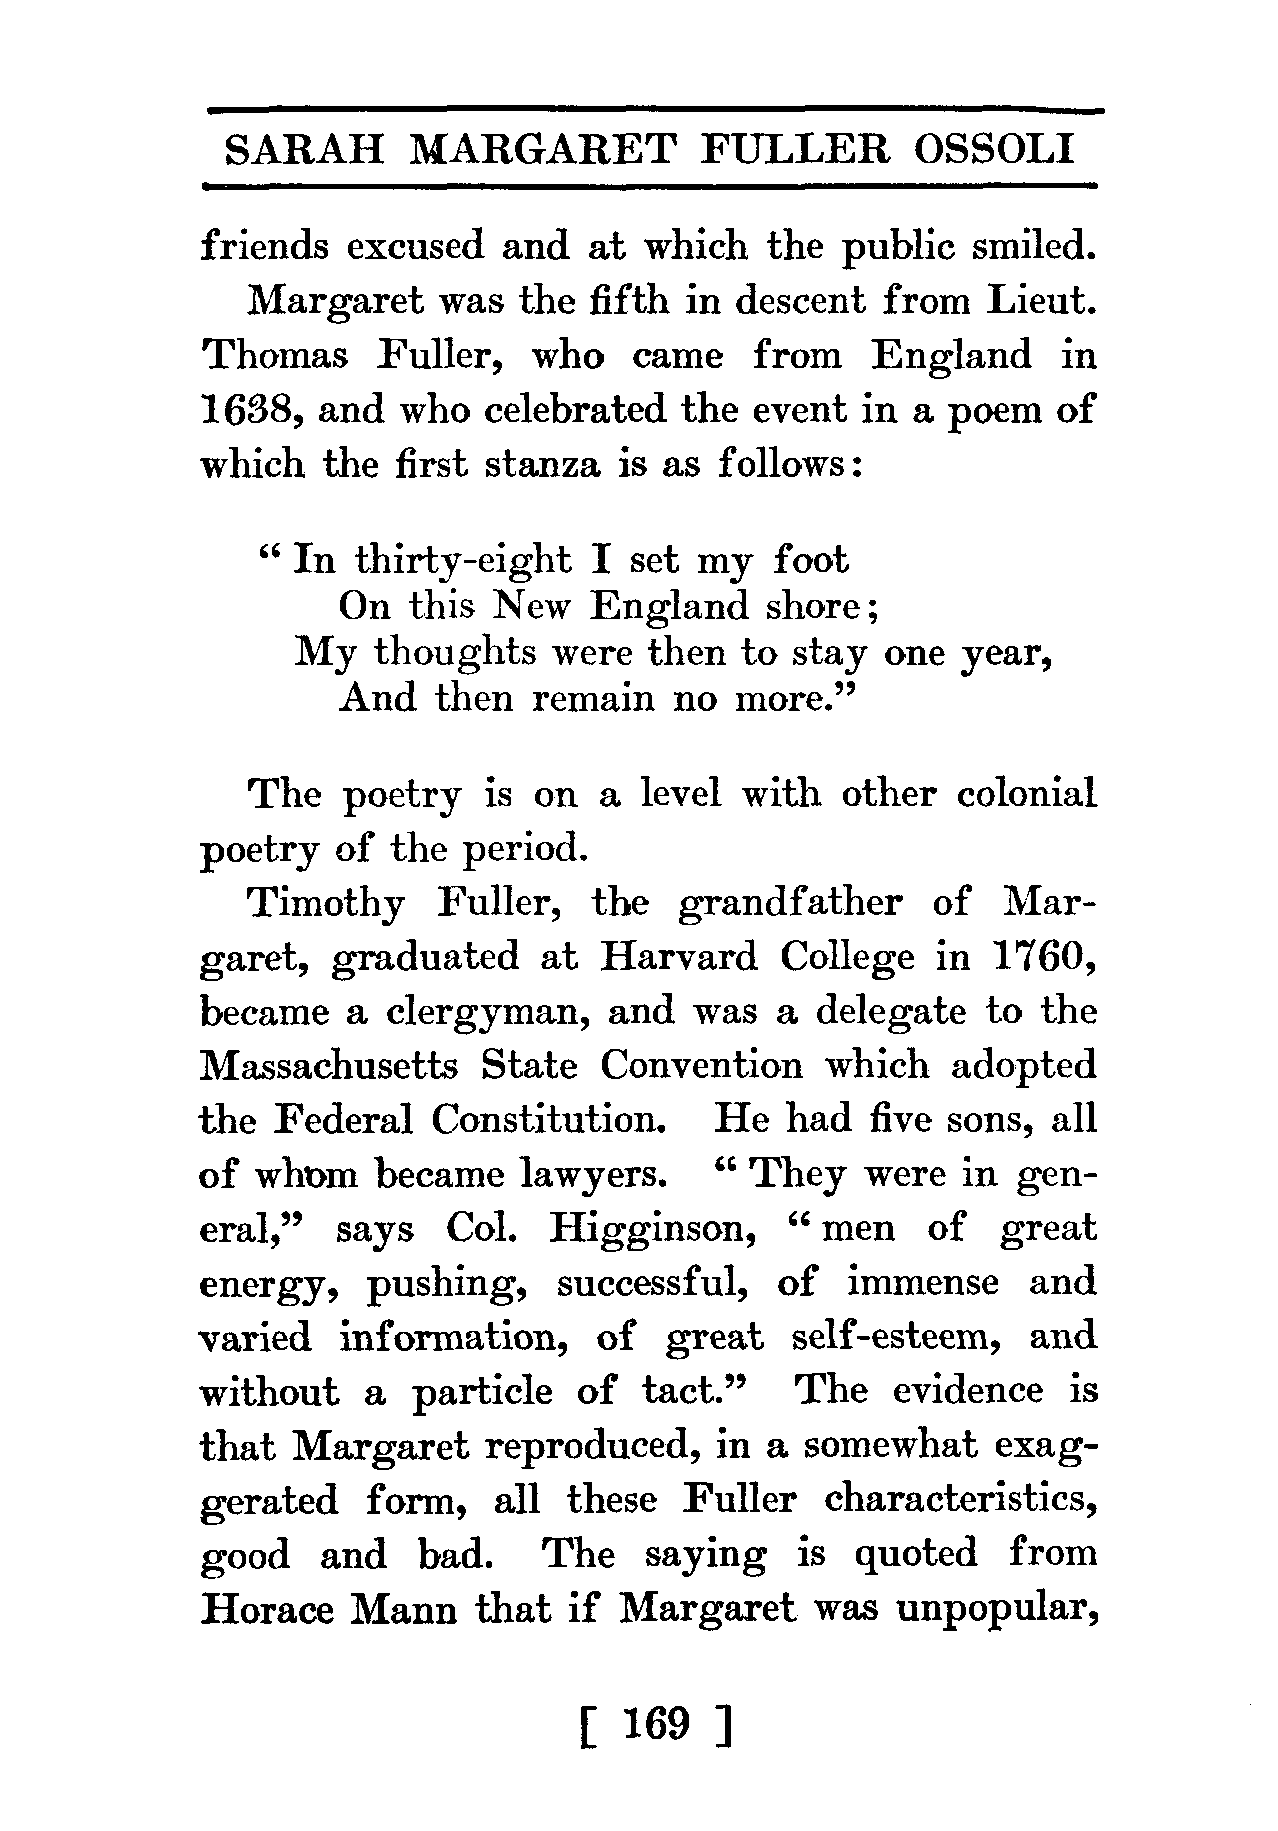 SARAH MARGARET FULLER OSSOLI
friends excused and at which the public smiled.
Margaret was the fifth in descent from Lieut.
Thomas Fuller, who came from England in
1638, and who celebrated the event in a poem of
which the first stanza is as follows:
“ In thirty-eight I set my foot
On this New England shore;
My thoughts were then to stay one year,
And then remain no more.”
The poetry is on a level with other colonial
poetry of the period.
Timothy Fuller, the grandfather of Mar-
garet, graduated at Harvard College in 1760,
became a clergyman, and was a delegate to the
Massachusetts State Convention which adopted
the Federal Constitution. He had five sons, all
of whom became lawyers. “ They were in gen-
eral,” says Col. Higginson, “ men of great
energy, pushing, successful, of immense and
varied information, of great self-esteem, and
without a particle of tact.” The evidence is
that Margaret reproduced, in a somewhat exag-
gerated form, all these Fuller characteristics,
good and bad. The saying is quoted from
Horace Mann that if Margaret was unpopular,
[ 169 ]